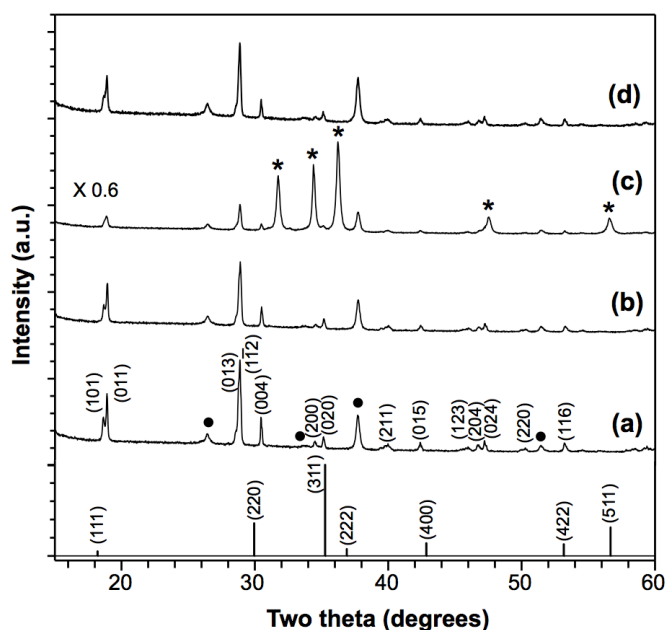 (d)
X 0.6
* * * * *
(c)
(b)
(101) (011) (013) (112) (004) (200) (020) (211) (015) (123) (204) (024) (220) (116)
(a)
(111) (220) (311) (222) (400) (422) (511)
20 30 40 50 60
Two theta (degrees)
Intensity (a.u.)